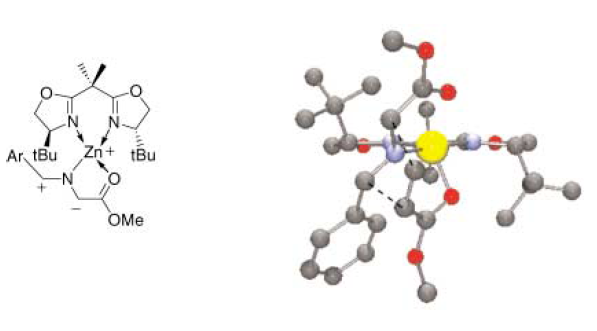 O O
N N
Zn+
Ar tBu tBu
+ N O
−
OMe